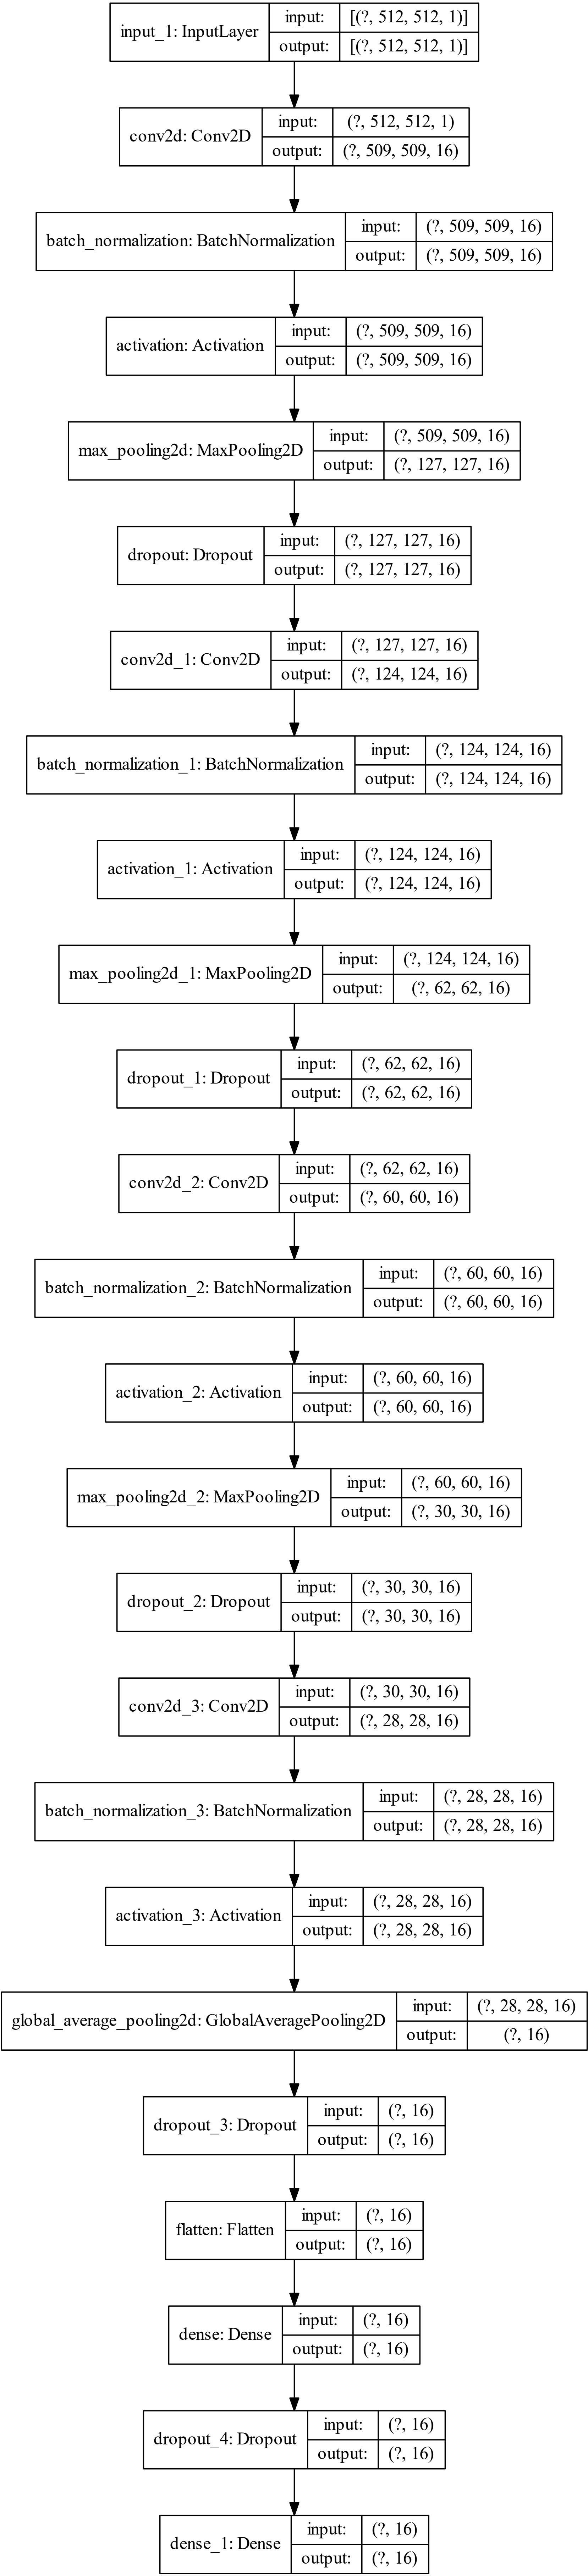 input_1: InputLayer
input: [(?, 512, 512, 1)]
output: [(?, 512, 512, 1)]
conv2d: Conv2D
input: (?, 512, 512, 1)
output: (?, 509, 509, 16)
batch_normalization: BatchNormalization
input: (?, 509, 509, 16)
output: (?, 509, 509, 16)
activation: Activation
input: (?, 509, 509, 16)
output: (?, 509, 509, 16)
max_pooling2d: MaxPooling2D
input: (?, 509, 509, 16)
output: (?, 127, 127, 16)
dropout: Dropout
input: (?, 127, 127, 16)
output: (?, 127, 127, 16)
conv2d_1: Conv2D
input: (?, 127, 127, 16)
output: (?, 124, 124, 16)
batch_normalization_1: BatchNormalization
input: (?, 124, 124, 16)
output: (?, 124, 124, 16)
activation_1: Activation
input: (?, 124, 124, 16)
output: (?, 124, 124, 16)
max_pooling2d_1: MaxPooling2D
input: (?, 124, 124, 16)
output: (?, 62, 62, 16)
dropout_1: Dropout
input: (?, 62, 62, 16)
output: (?, 62, 62, 16)
conv2d_2: Conv2D
input: (?, 62, 62, 16)
output: (?, 60, 60, 16)
batch_normalization_2: BatchNormalization
input: (?, 60, 60, 16)
output: (?, 60, 60, 16)
activation_2: Activation
input: (?, 60, 60, 16)
output: (?, 60, 60, 16)
max_pooling2d_2: MaxPooling2D
input: (?, 60, 60, 16)
output: (?, 30, 30, 16)
dropout_2: Dropout
input: (?, 30, 30, 16)
output: (?, 30, 30, 16)
conv2d_3: Conv2D
input: (?, 30, 30, 16)
output: (?, 28, 28, 16)
batch_normalization_3: BatchNormalization
input: (?, 28, 28, 16)
output: (?, 28, 28, 16)
activation_3: Activation
input: (?, 28, 28, 16)
output: (?, 28, 28, 16)
global_average_pooling2d: GlobalAveragePooling2D
input: (?, 28, 28, 16)
output: (?, 16)
dropout_3: Dropout
input: (?, 16)
output: (?, 16)
flatten: Flatten
input: (?, 16)
output: (?, 16)
dense: Dense
input: (?, 16)
output: (?, 16)
dropout_4: Dropout
input: (?, 16)
output: (?, 16)
dense_1: Dense
input: (?, 16)
output: (?, 16)